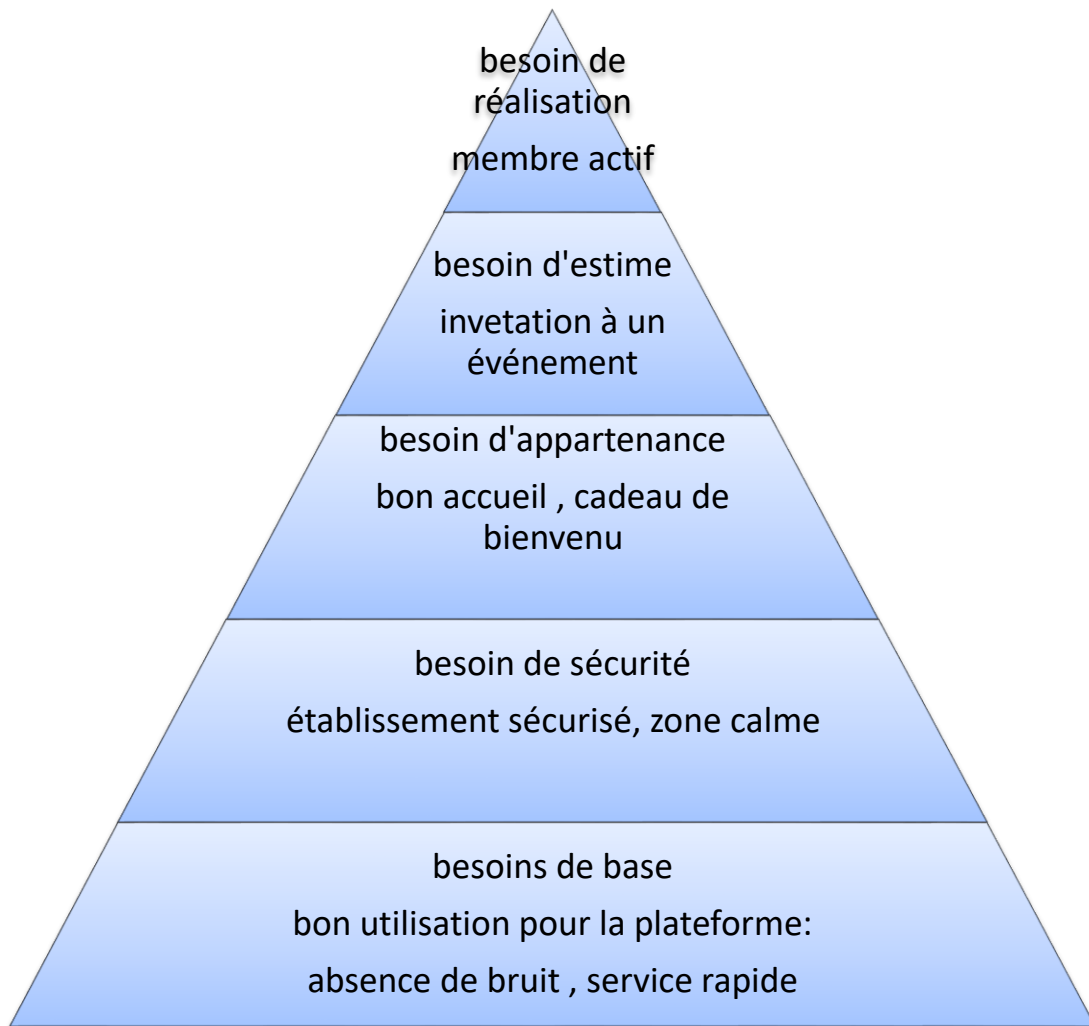 besoin de
réalisation
membre actif
besoin d'estime
invetation à un
événement
besoin d'appartenance
bon accueil , cadeau de
bienvenu
besoin de sécurité
établissement sécurisé, zone calme
besoins de base
bon utilisation pour la plateforme:
absence de bruit , service rapide